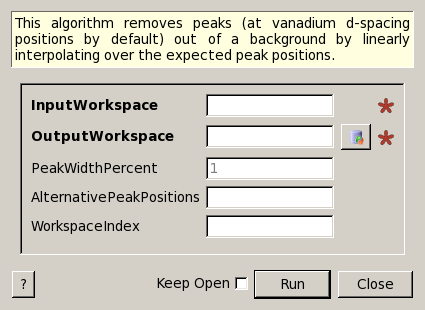 This algorithm removes peaks (at vanadium d-spacing
positions by default) out of a background by linearly
interpolating over the expected peak positions.
InputWorkspace
OutputWorkspace
PeakWidthPercent 1
AlternativePeakPositions
WorkspaceIndex
? Keep Open Run Close